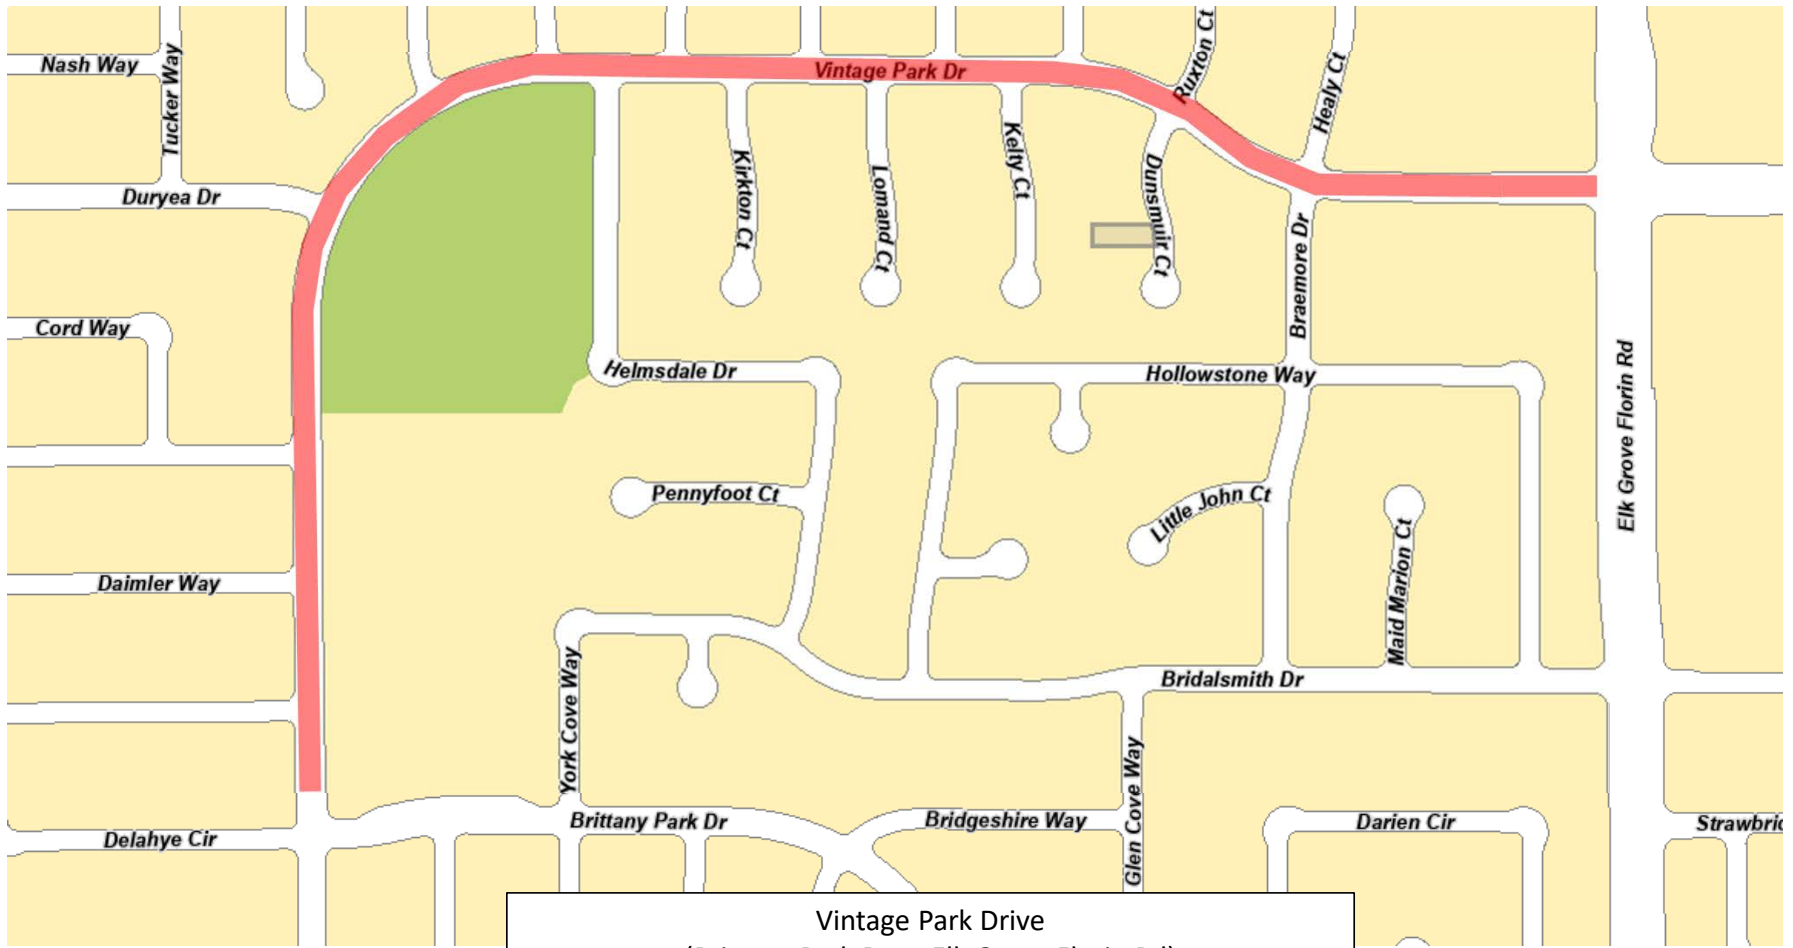 Nash Way
Tucker Way
Duryea Dr
Cord Way
Daimler Way
Delahye Cir
Vintage Park Dr
Ruxton Ct
Healy Ct
Kirkton Ct
Lomand Ct
Kelty Ct
Dunsmuir Ct
Braemore Dr
Helmsdale Dr
Hollowstone Way
Elk Grove Florin Rd
Pennyfoot Ct
Little John Ct
Maid Marion Ct
Bridalsmith Dr
York Cove Way
Glen Cove Way
Brittany Park Dr
Bridgeshire Way
Darien Cir
Vintage Park Drive